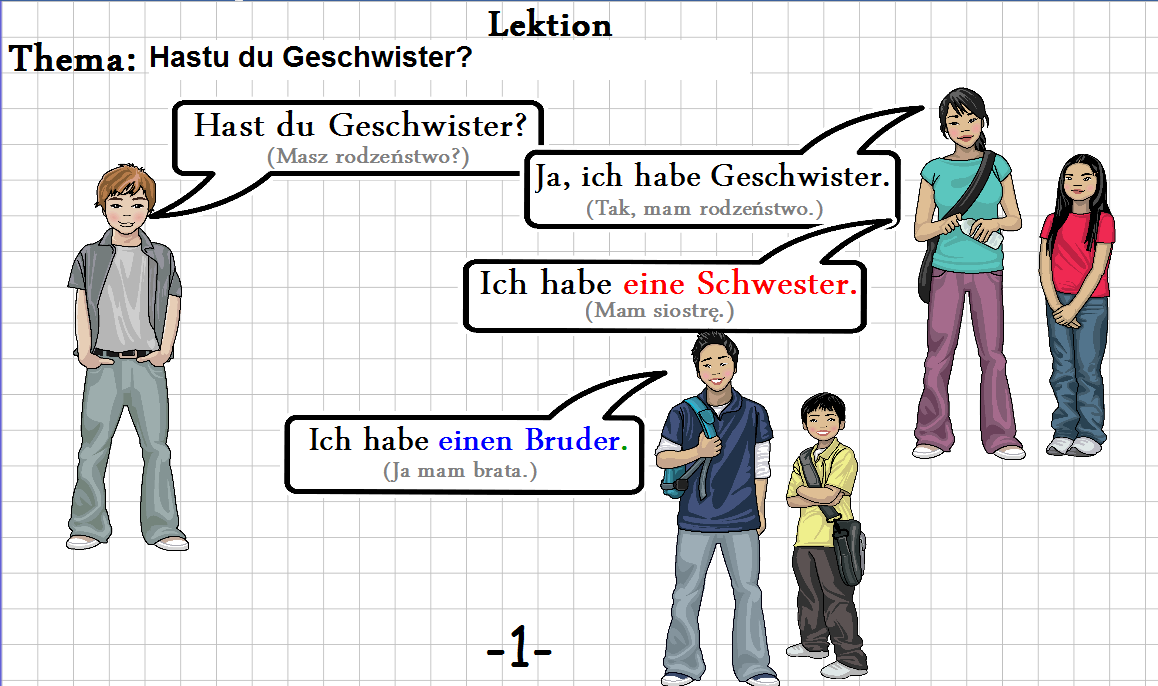 Lektion
Thema: Hastu du Geschwister?
Hast du Geschwister?
(Masz rodzeństwo?)
Ja, ich habe Geschwister.
(Tak, mam rodzeństwo.)
Ich habe eine Schwester.
(Mam siostrę.)
Ich habe einen Bruder.
(Ja mam brata.)
-1-